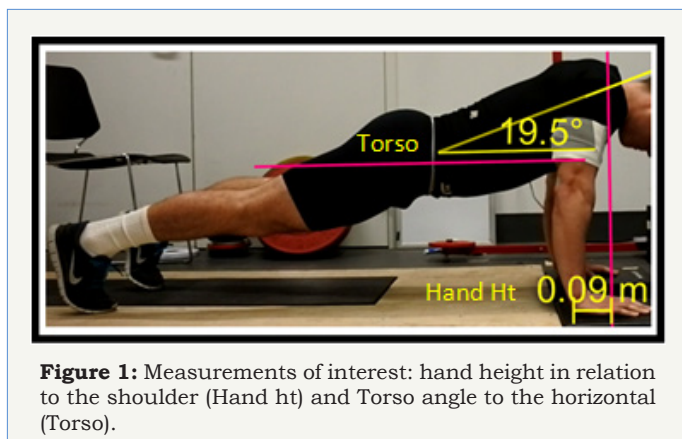 Torso
19.5°
Hand Ht 0.09 m
Figure 1: Measurements of interest: hand height in relation
to the shoulder (Hand ht) and Torso angle to the horizontal
(Torso).